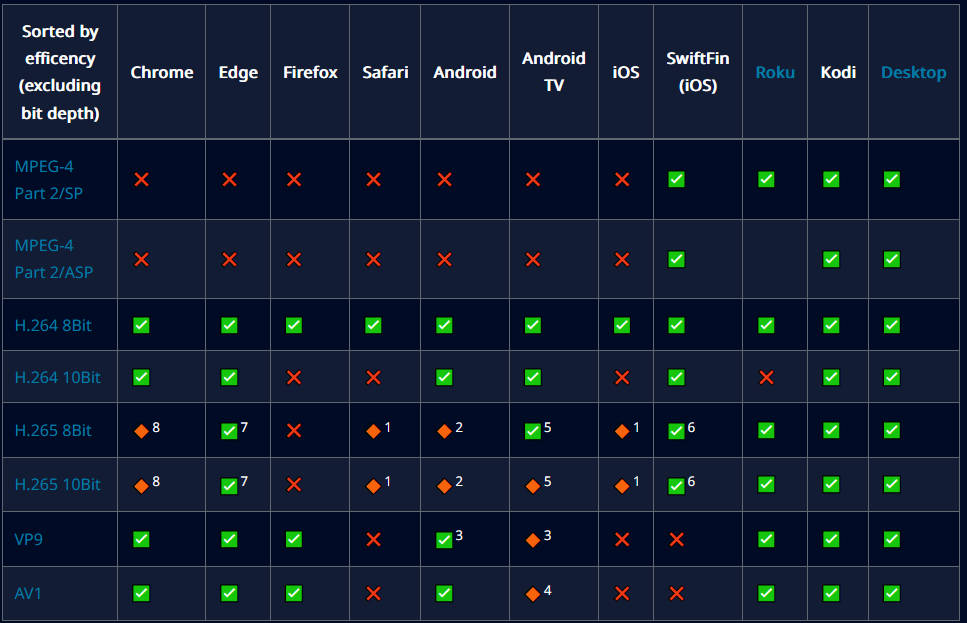 Sorted by
efficency
(excluding
bit depth)
Chrome
Edge
Firefox
Safari
Android
Android
TV
iOS
SwiftFin
(iOS)
Roku
Kodi
Desktop
MPEG-4
Part 2/SP
❌ ❌ ❌ ❌ ❌ ❌ ❌ ✅ ✅ ✅ ✅
MPEG-4
Part 2/ASP
❌ ❌ ❌ ❌ ❌ ❌ ❌ ✅ ✅ ✅
H.264 8Bit ✅ ✅ ✅ ✅ ✅ ✅ ✅ ✅ ✅ ✅ ✅
H.264 10Bit ✅ ✅ ❌ ❌ ✅ ✅ ❌ ✅ ❌ ✅ ✅
H.265 8Bit 🔶8 ✅7 ❌ 🔶1 🔶2 ✅5 🔶1 ✅6 ✅ ✅ ✅
H.265 10Bit 🔶8 ✅7 ❌ 🔶1 🔶2 🔶5 🔶1 ✅6 ✅ ✅ ✅
VP9 ✅ ✅ ✅ ❌ ✅3 🔶3 ❌ ❌ ✅ ✅ ✅
AV1 ✅ ✅ ✅ ❌ ✅ 🔶4 ❌ ❌ ✅ ✅ ✅